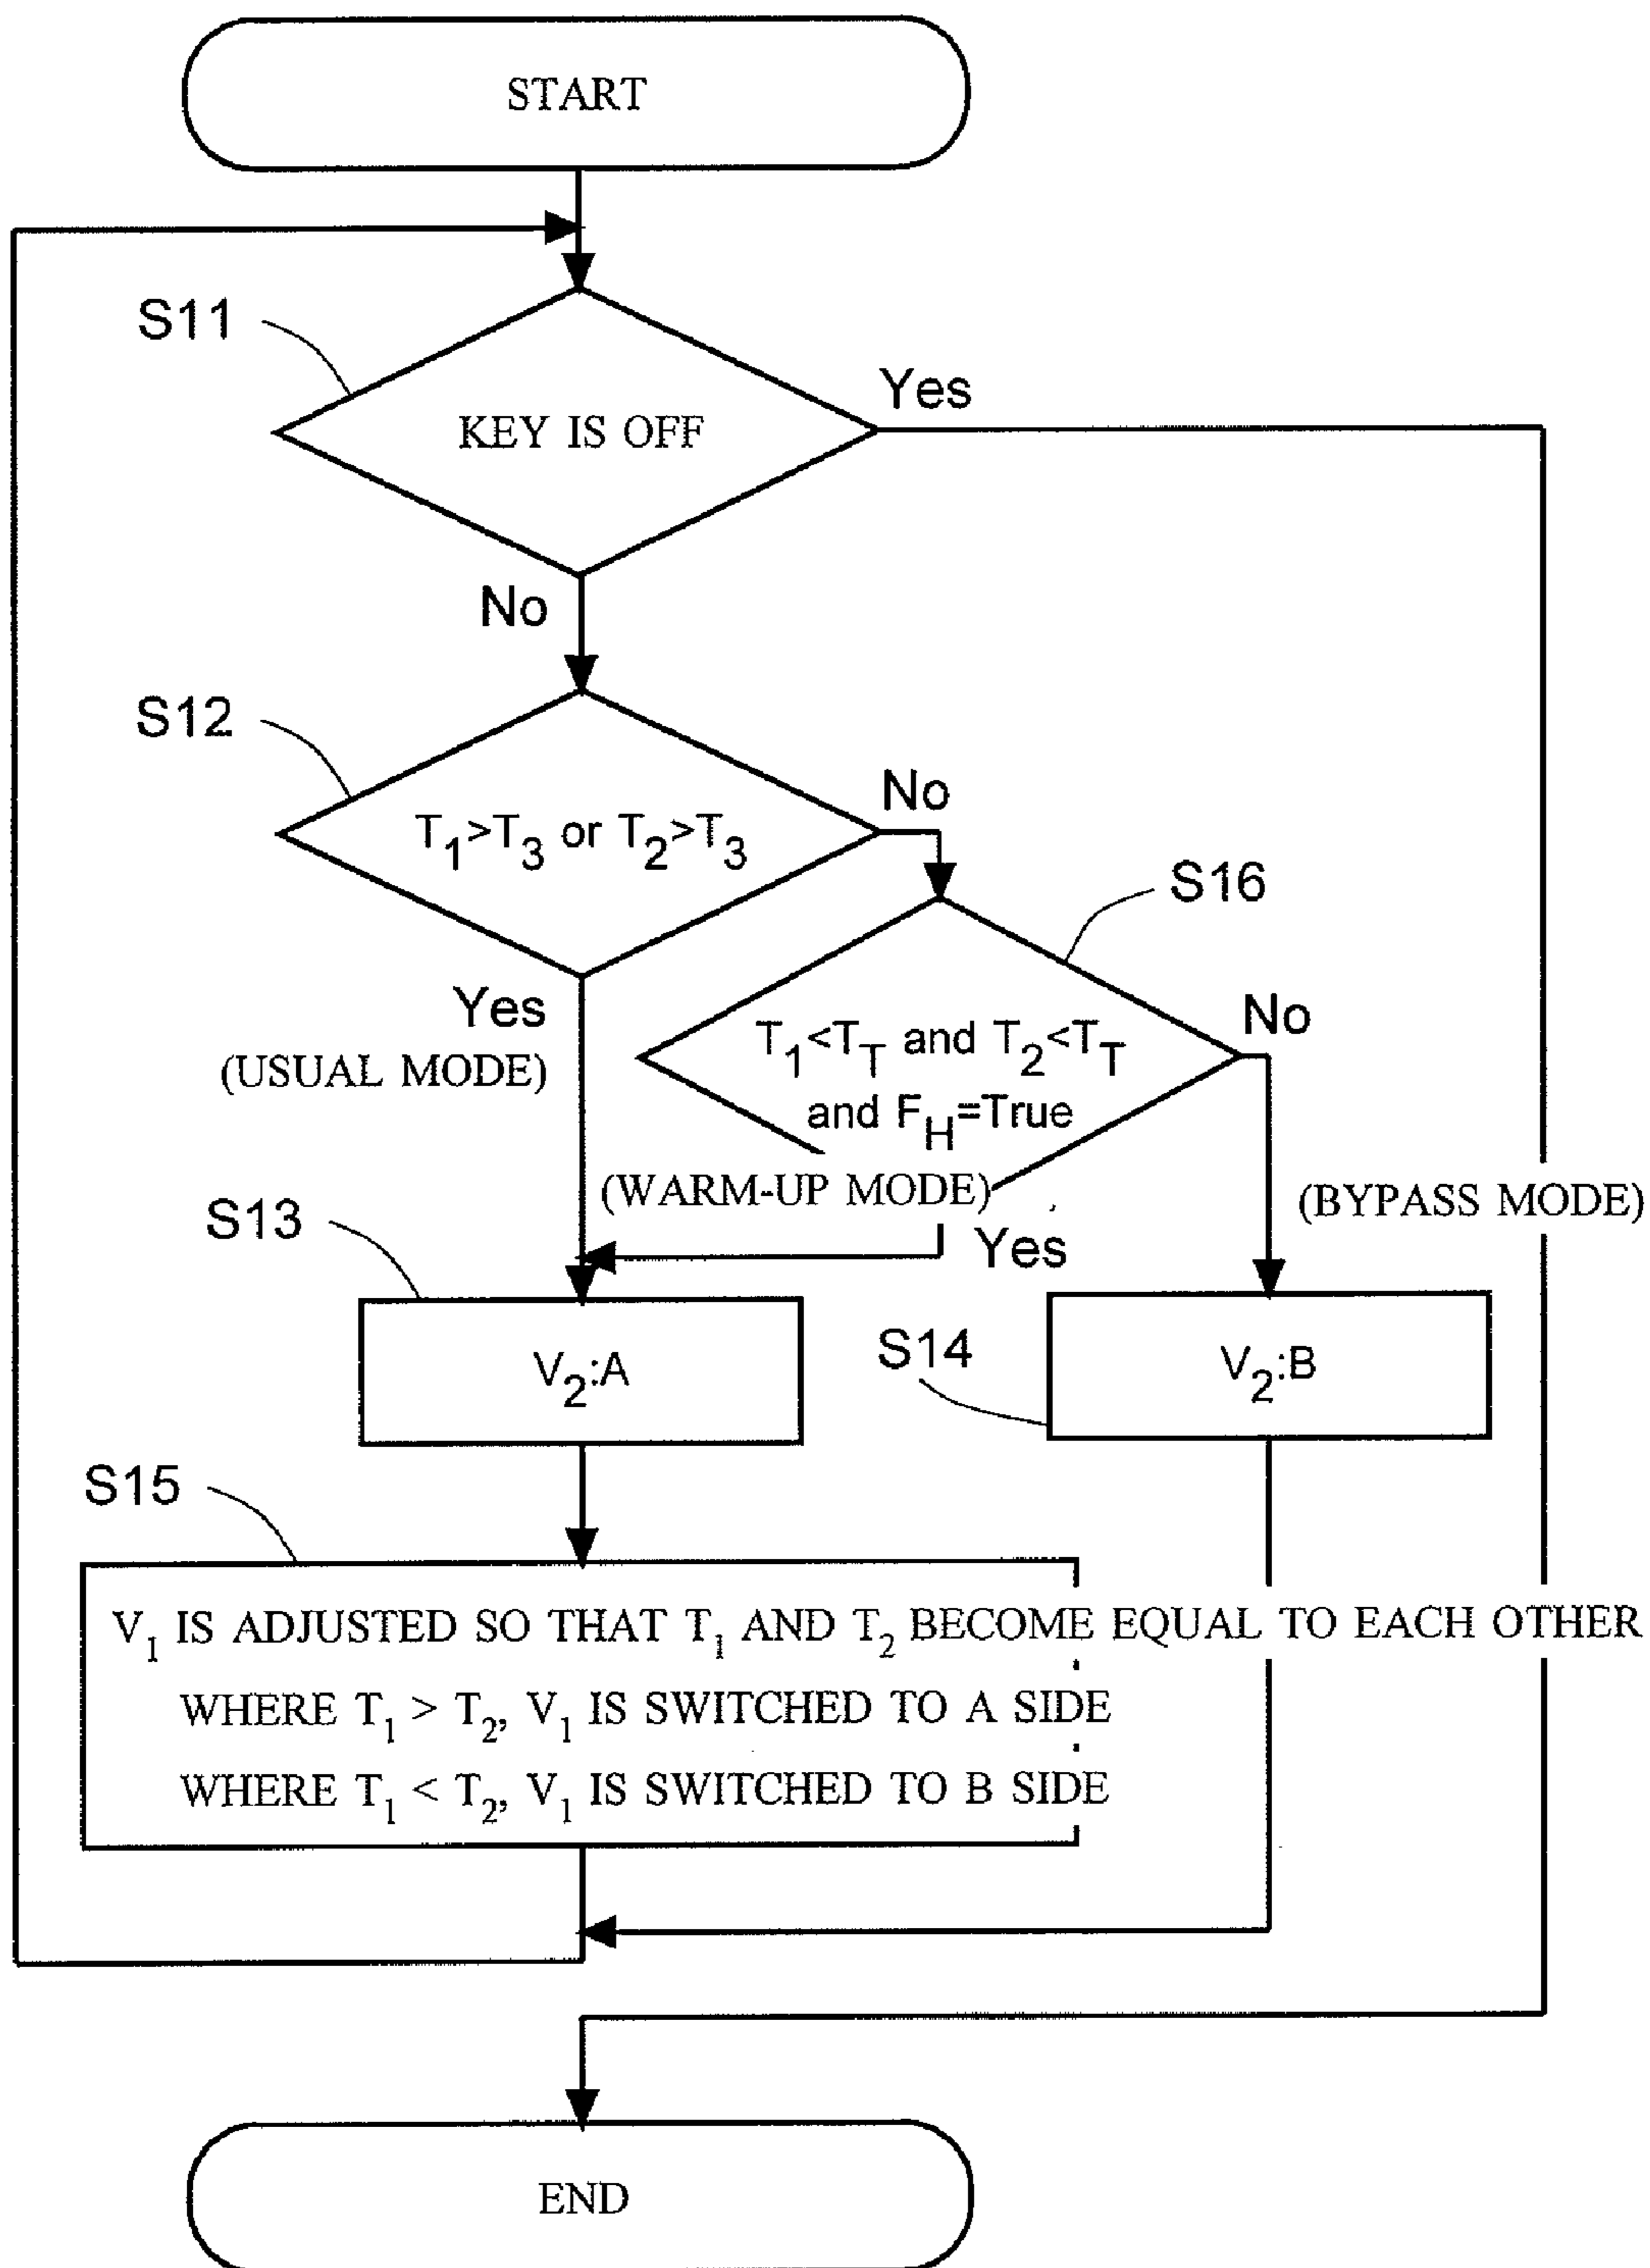 START
S11
Yes
KEY IS OFF
No
S12
No
T₁>T₃ or T₂>T₃
S16
Yes
(USUAL MODE)
T₁<T_T and T₂<T_T
and F_H=True
No
(WARM-UP MODE)
(BYPASS MODE)
S13
Yes
V₂:A
S14
V₂:B
S15
V₁ IS ADJUSTED SO THAT T₁ AND T₂ BECOME EQUAL TO EACH OTHER
WHERE T₁ > T₂, V₁ IS SWITCHED TO A SIDE
WHERE T₁ < T₂, V₁ IS SWITCHED TO B SIDE
END